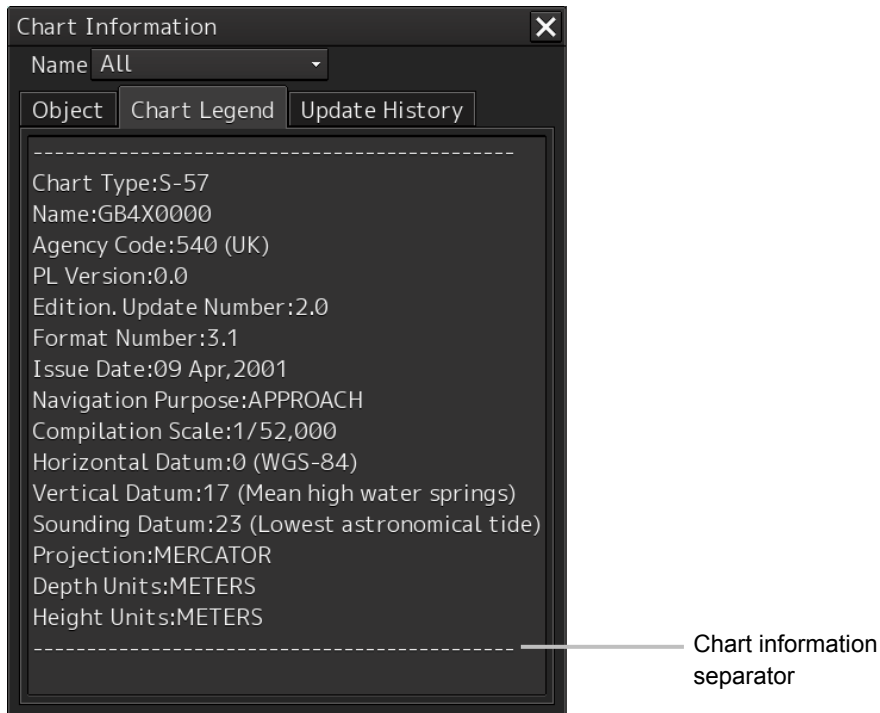 Chart Information
Name All
Object Chart Legend Update History
--------------------------------------------
Chart Type:S-57
Name:GB4X0000
Agency Code:540 (UK)
PL Version:0.0
Edition. Update Number:2.0
Format Number:3.1
Issue Date:09 Apr,2001
Navigation Purpose:APPROACH
Compilation Scale:1/52,000
Horizontal Datum:0 (WGS-84)
Vertical Datum:17 (Mean high water springs)
Sounding Datum:23 (Lowest astronomical tide)
Projection:MERCATOR
Depth Units:METERS
Height Units:METERS
--------------------------------------------
Chart information
separator